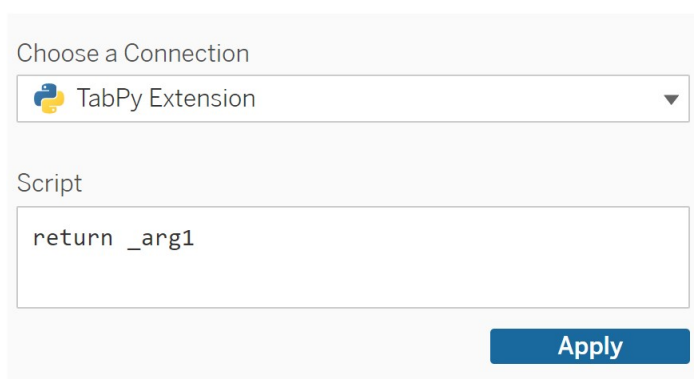 Choose a Connection
TabPy Extension
Script
return _arg1
Apply